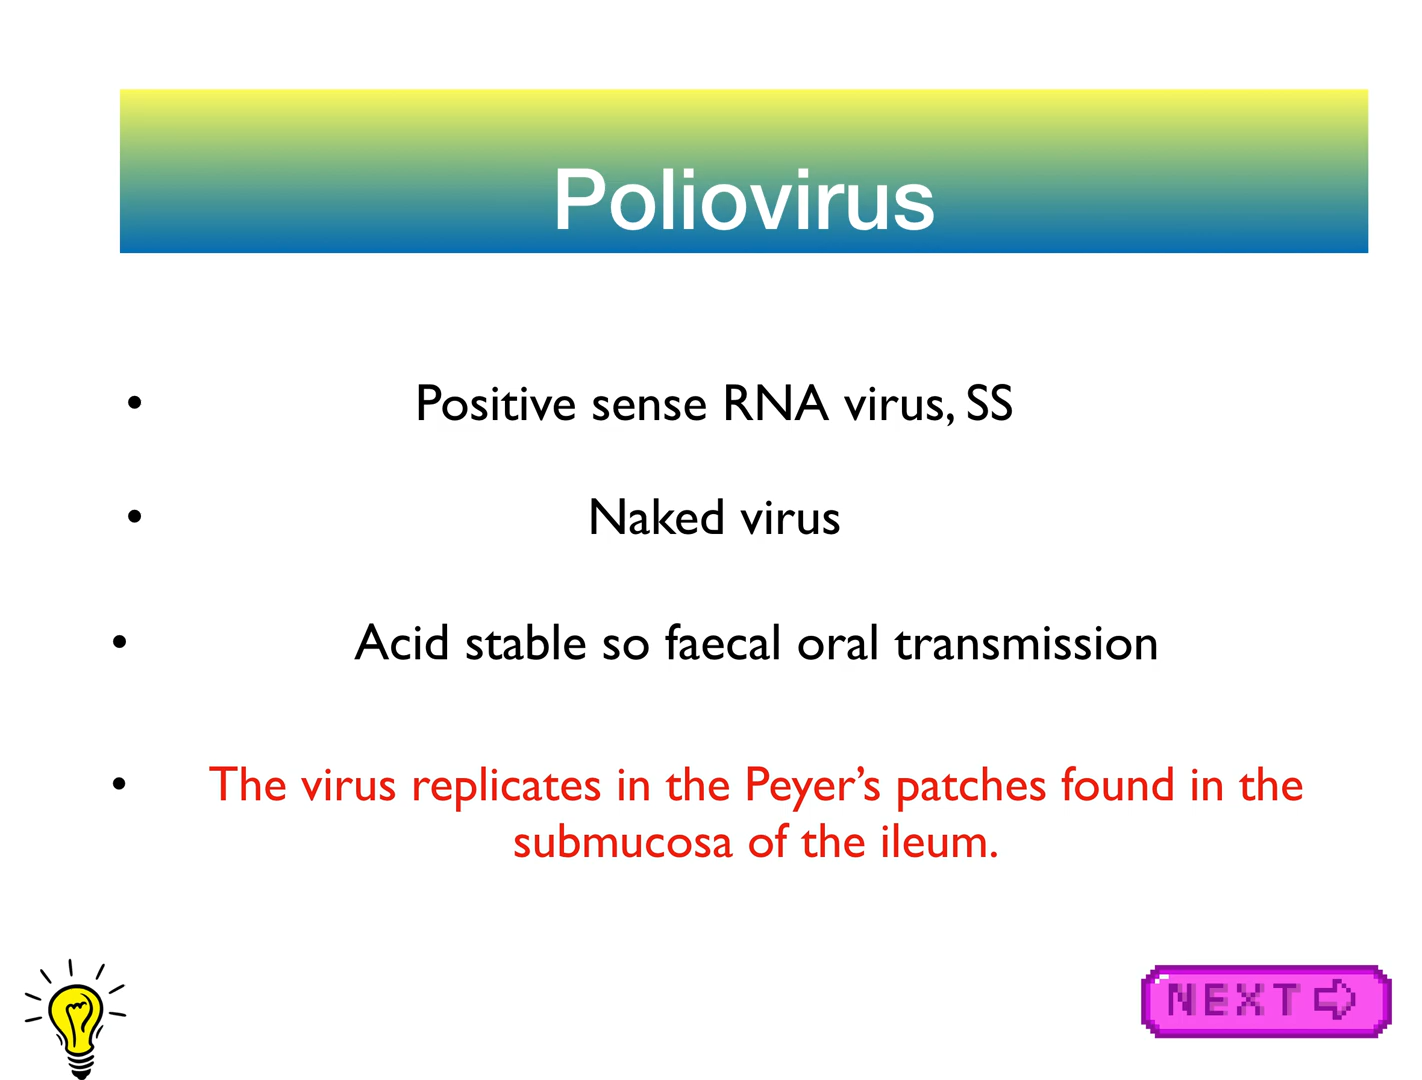 Poliovirus
• Positive sense RNA virus, SS
• Naked virus
• Acid stable so faecal oral transmission
• The virus replicates in the Peyer’s patches found in the
submucosa of the ileum.
NEXT